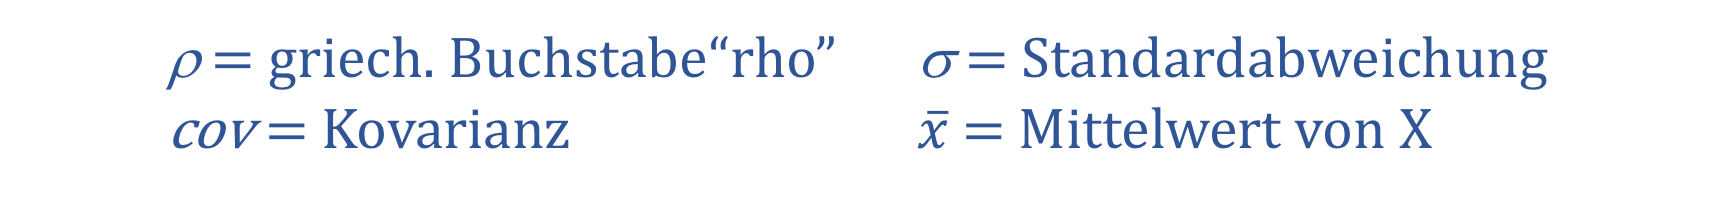 ρ = griech. Buchstabe“rho” σ = Standardabweichung
cov = Kovarianz x̄ = Mittelwert von X